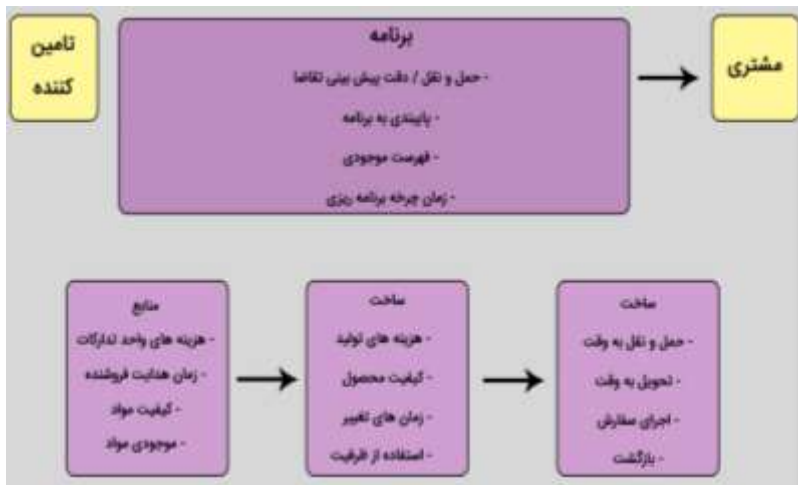 تامین
کننده
برنامه
- حمل و نقل / دقت پیش بینی تقاضا
- پایبندی به برنامه
- فهرست موجودی
- زمان چرخه برنامه ریزی
مشتری
منابع
- هزینه های واحد تدارکات
- زمان هدایت فروشنده
- کیفیت مواد
- موجودی مواد
ساخت
- هزینه های تولید
- کیفیت محصول
- زمان های تغییر
- استفاده از ظرفیت
ساخت
- حمل و نقل به وقت
- تحویل به وقت
- اجرای سفارش
- بازگشت